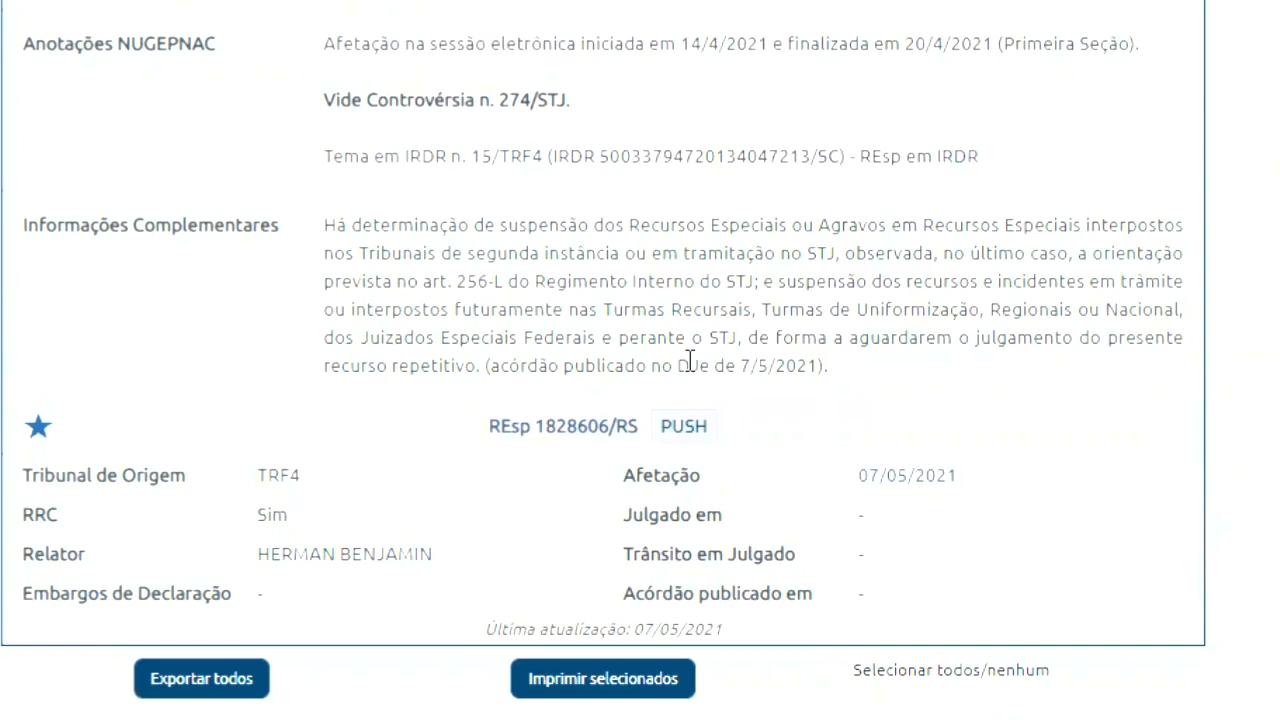 Anotações NUGEPNAC
Afetação na sessão eletrônica iniciada em 14/4/2021 e finalizada em 20/4/2021 (Primeira Seção).
Vide Controvérsia n. 274/STJ.
Tema em IRDR n. 15/TRF4 (IRDR 50033794720134047213/SC) - REsp em IRDR
Informações Complementares
Há determinação de suspensão dos Recursos Especiais ou Agravos em Recursos Especiais interpostos
nos Tribunais de segunda instância ou em tramitação no STJ, observada, no último caso, a orientação
prevista no art. 256-L do Regimento Interno do STJ; e suspensão dos recursos e incidentes em trâmite
ou interpostos futuramente nas Turmas Recursais, Turmas de Uniformização, Regionais ou Nacional,
dos Juizados Especiais Federais e perante o STJ, de forma a aguardarem o julgamento do presente
recurso repetitivo. (acórdão publicado no DJe de 7/5/2021).
REsp 1828606/RS PUSH
Tribunal de Origem TRF4 Afetação 07/05/2021
RRC Sim Julgado em -
Relator HERMAN BENJAMIN Trânsito em Julgado -
Embargos de Declaração - Acórdão publicado em -
Última atualização: 07/05/2021
Exportar todos Imprimir selecionados Selecionar todos/nenhum